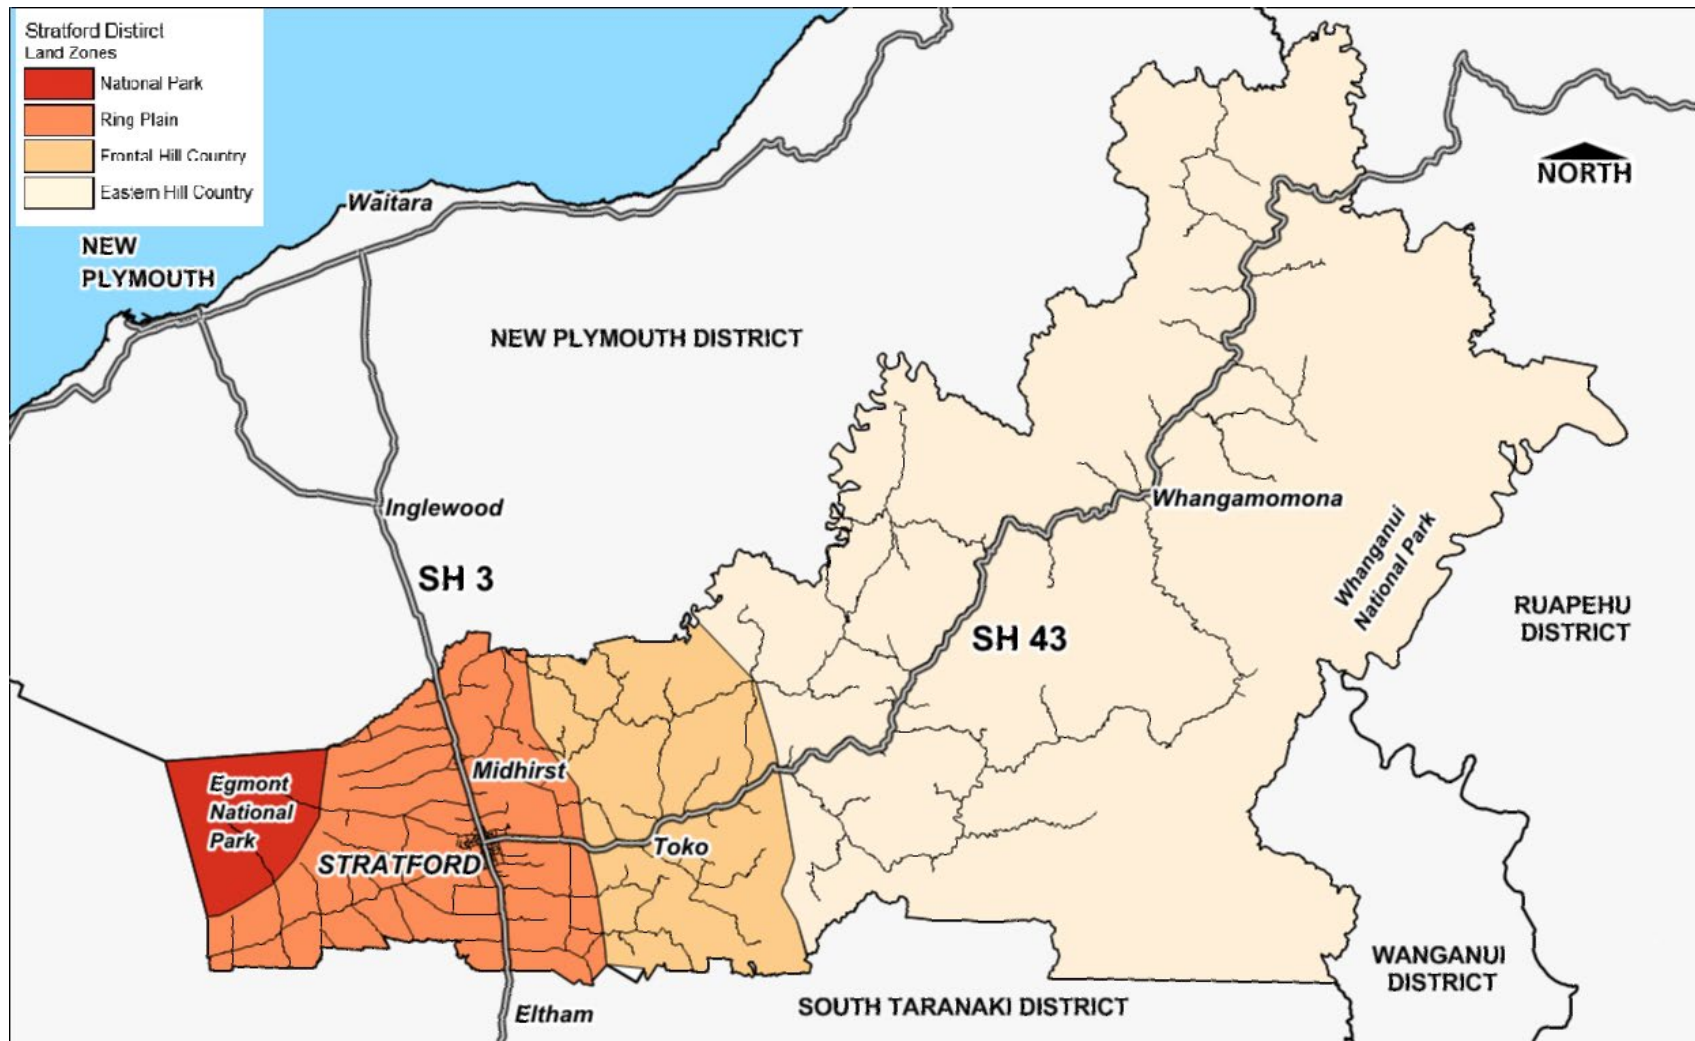 Stratford Distirct
Land Zones
National Park
Ring Plain
Frontal Hill Country
Eastern Hill Country
NORTH
Waitara
NEW
PLYMOUTH
NEW PLYMOUTH DISTRICT
Inglewood
Whangamomona
SH 3
Whanganui
National Park
RUAPEHU
DISTRICT
SH 43
Midhirst
Egmont
National
Park
Toko
STRATFORD
WANGANUI
DISTRICT
SOUTH TARANAKI DISTRICT
Eltham